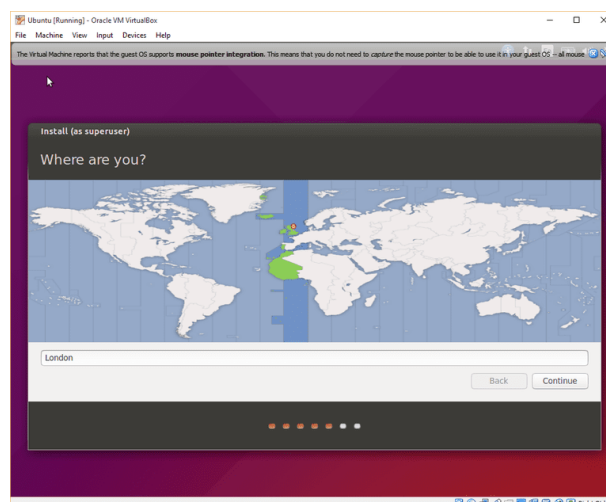 Ubuntu [Running] - Oracle VM VirtualBox
File Machine View Input Devices Help
The Virtual Machine reports that the guest OS supports mouse pointer integration. This means that you do not need to capture the mouse pointer to be able to use it in your guest OS -- all mouse
Install (as superuser)
Where are you?
London
Back Continue